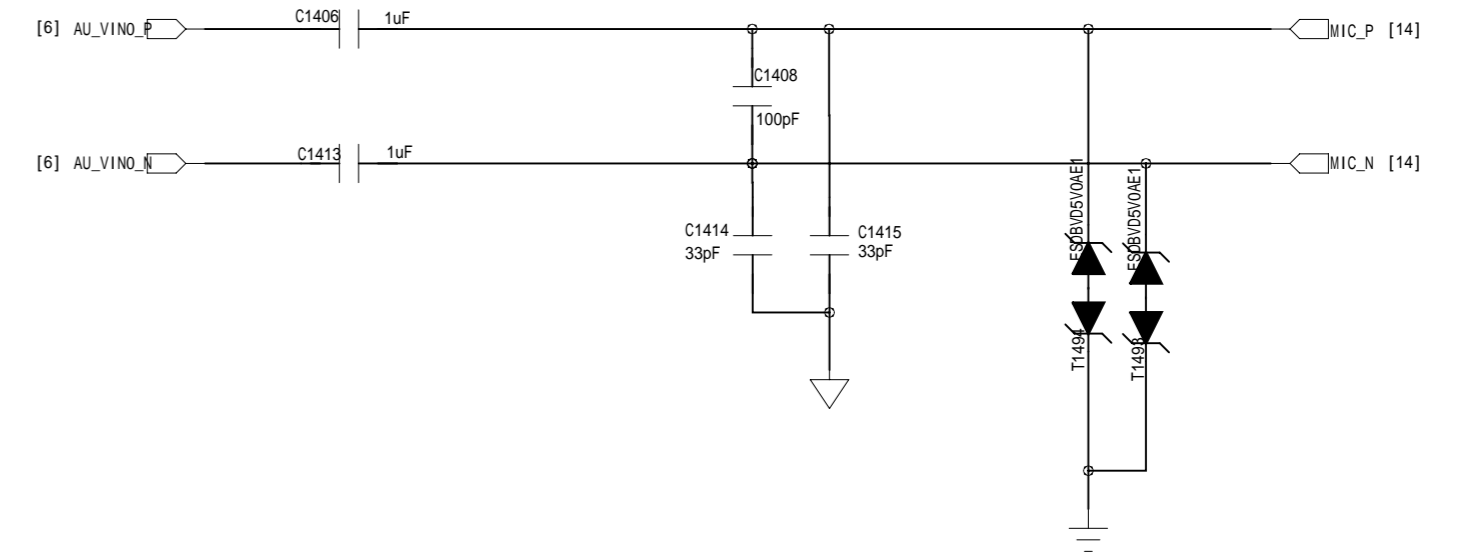 C1406
1uF
[6] AU_VIN0_P
MIC_P [14]
C1408
100pF
C1413
1uF
[6] AU_VIN0_N
MIC_N [14]
C1414
33pF
C1415
33pF
ESDBVD5V0AE1
ESDBVD5V0AE1
T1494
T1493